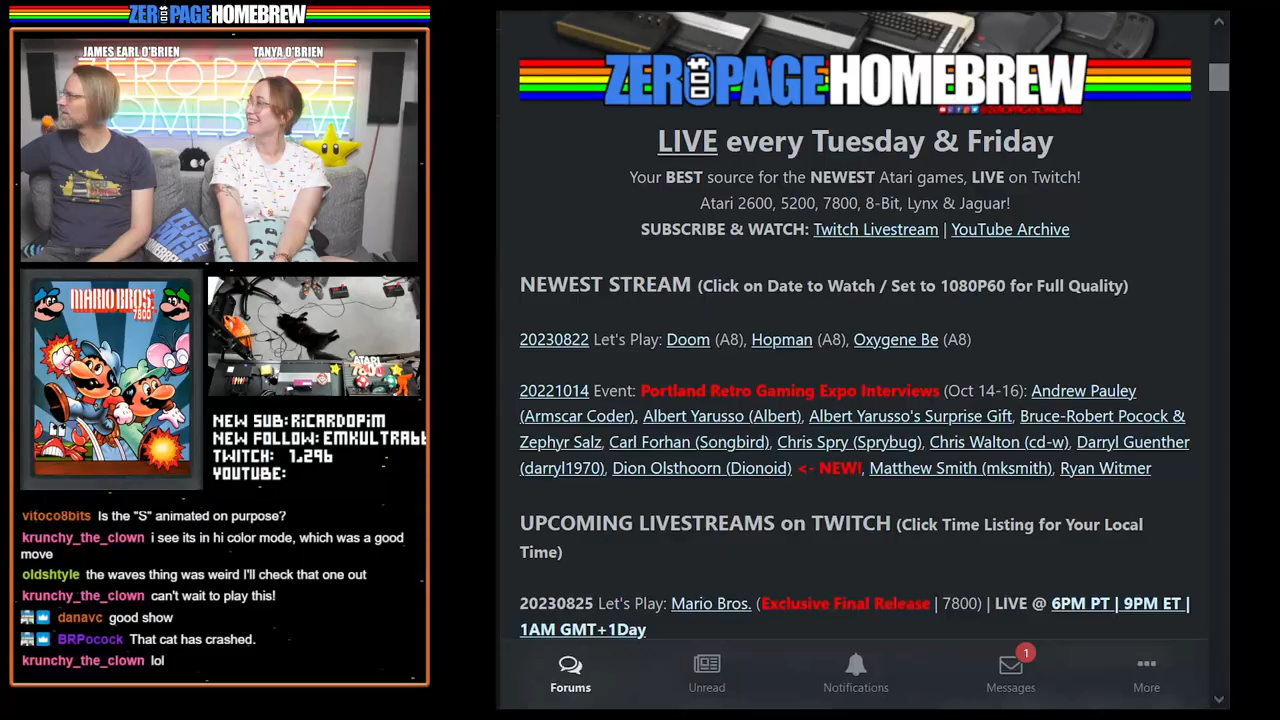 ZEROPAGE HOMEBREW
JAMES EARL O'BRIEN
TANYA O'BRIEN
ZEROPAGE
HOMEBREW
MARIO BROS.
7800
NEW SUB: RICARDOPIM
NEW FOLLOW: EMKULTRA66
TWITCH: 1,296
YOUTUBE:
vitoco8bits Is the "S" animated on purpose?
krunchy_the_clown i see its in hi color mode, which was a good
move
oldshtyle the waves thing was weird I'll check that one out
krunchy_the_clown can't wait to play this!
danavc good show
BRPocock That cat has crashed.
krunchy_the_clown lol
ZEROPAGE HOMEBREW
LIVE every Tuesday & Friday
Your BEST source for the NEWEST Atari games, LIVE on Twitch!
Atari 2600, 5200, 7800, 8-Bit, Lynx & Jaguar!
SUBSCRIBE & WATCH: Twitch Livestream | YouTube Archive
NEWEST STREAM (Click on Date to Watch / Set to 1080P60 for Full Quality)
20230822 Let's Play: Doom (A8), Hopman (A8), Oxygene Be (A8)
20221014 Event: Portland Retro Gaming Expo Interviews (Oct 14-16): Andrew Pauley
(Armscar Coder), Albert Yarusso (Albert), Albert Yarusso's Surprise Gift, Bruce-Robert Pocock &
Zephyr Salz, Carl Forhan (Songbird), Chris Spry (Sprybug), Chris Walton (cd-w), Darryl Guenther
(darryl1970), Dion Olsthoorn (Dionoid) <- NEW!, Matthew Smith (mksmith), Ryan Witmer
UPCOMING LIVESTREAMS on TWITCH (Click Time Listing for Your Local
Time)
20230825 Let's Play: Mario Bros. (Exclusive Final Release | 7800) | LIVE @ 6PM PT | 9PM ET |
1AM GMT+1Day
1
Forums
Unread
Notifications
Messages
More